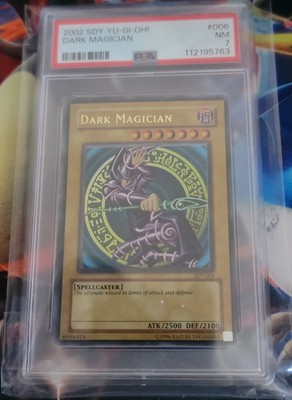 2002 SDY YU-GI-OH! #006
DARK MAGICIAN NM
7
PSA 112195763
DARK MAGICIAN
[SPELLCASTER]
The ultimate wizard in terms of attack and defense.
ATK/2500 DEF/2100